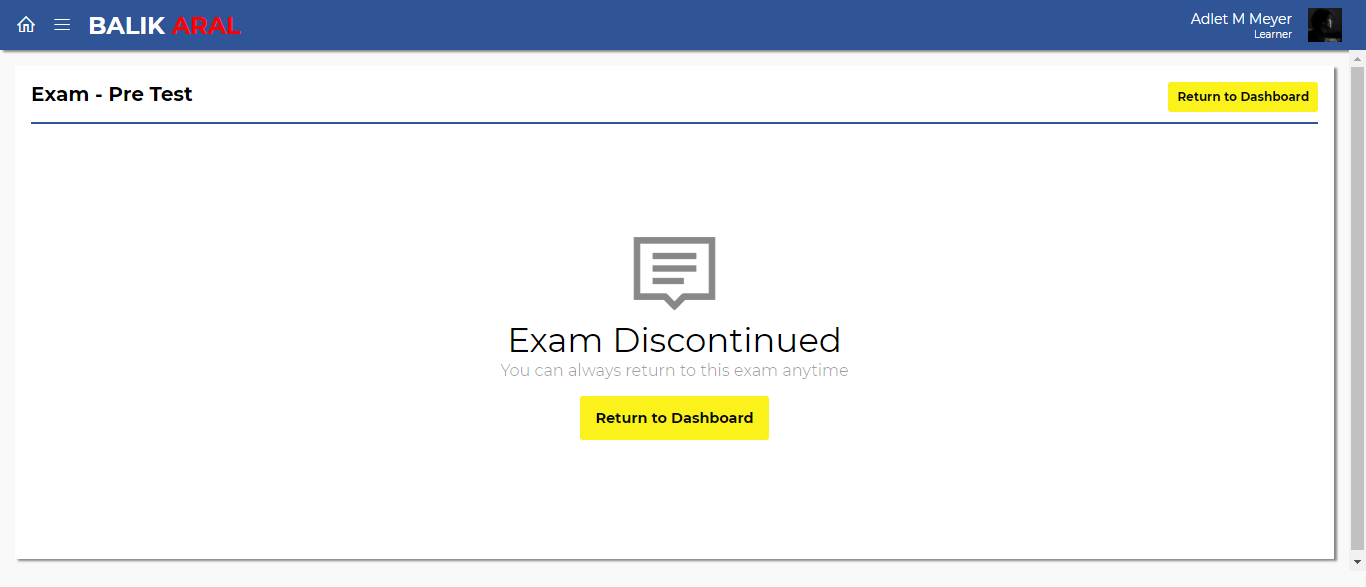 BALIK ARAL
Adlet M Meyer
Learner
Exam - Pre Test
Return to Dashboard
Exam Discontinued
You can always return to this exam anytime
Return to Dashboard